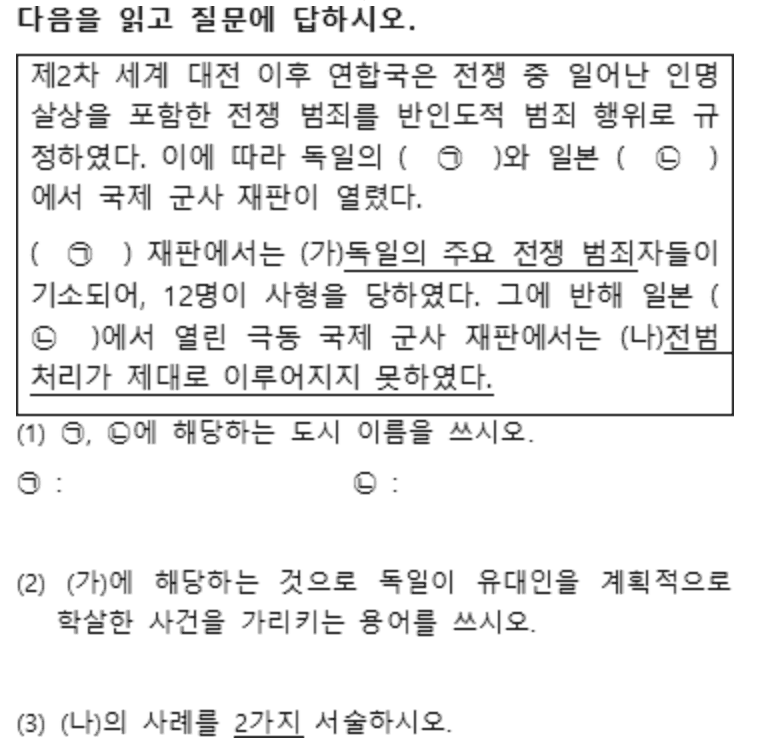 다음을 읽고 질문에 답하시오.
제2차 세계 대전 이후 연합국은 전쟁 중 일어난 인명
살상을 포함한 전쟁 범죄를 반인도적 범죄 행위로 규
정하였다. 이에 따라 독일의 ( ㉠ )와 일본 ( ㉡ )
에서 국제 군사 재판이 열렸다.
( ㉠ ) 재판에서는 (가)독일의 주요 전쟁 범죄자들이
기소되어, 12명이 사형을 당하였다. 그에 반해 일본 (
㉡ )에서 열린 극동 국제 군사 재판에서는 (나)전범
처리가 제대로 이루어지지 못하였다.
(1) ㉠, ㉡에 해당하는 도시 이름을 쓰시오.
㉠ : ㉡ :
(2) (가)에 해당하는 것으로 독일이 유대인을 계획적으로
학살한 사건을 가리키는 용어를 쓰시오.
(3) (나)의 사례를 2가지 서술하시오.